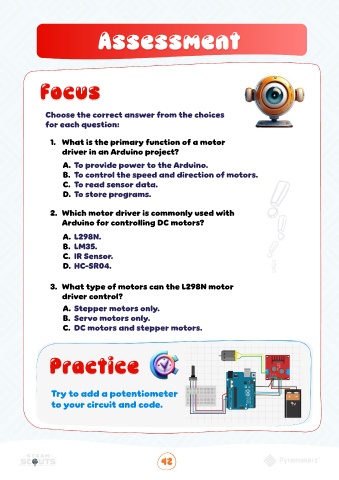 Assessment
Focus
Choose the correct answer from the choices
for each question:
1. What is the primary function of a motor
driver in an Arduino project?
A. To provide power to the Arduino.
B. To control the speed and direction of motors.
C. To read sensor data.
D. To store programs.
2. Which motor driver is commonly used with
Arduino for controlling DC motors?
A. L298N.
B. LM35.
C. IR Sensor.
D. HC-SR04.
3. What type of motors can the L298N motor
driver control?
A. Stepper motors only.
B. Servo motors only.
C. DC motors and stepper motors.
Practice
Try to add a potentiometer
to your circuit and code.
SCOUTS
42